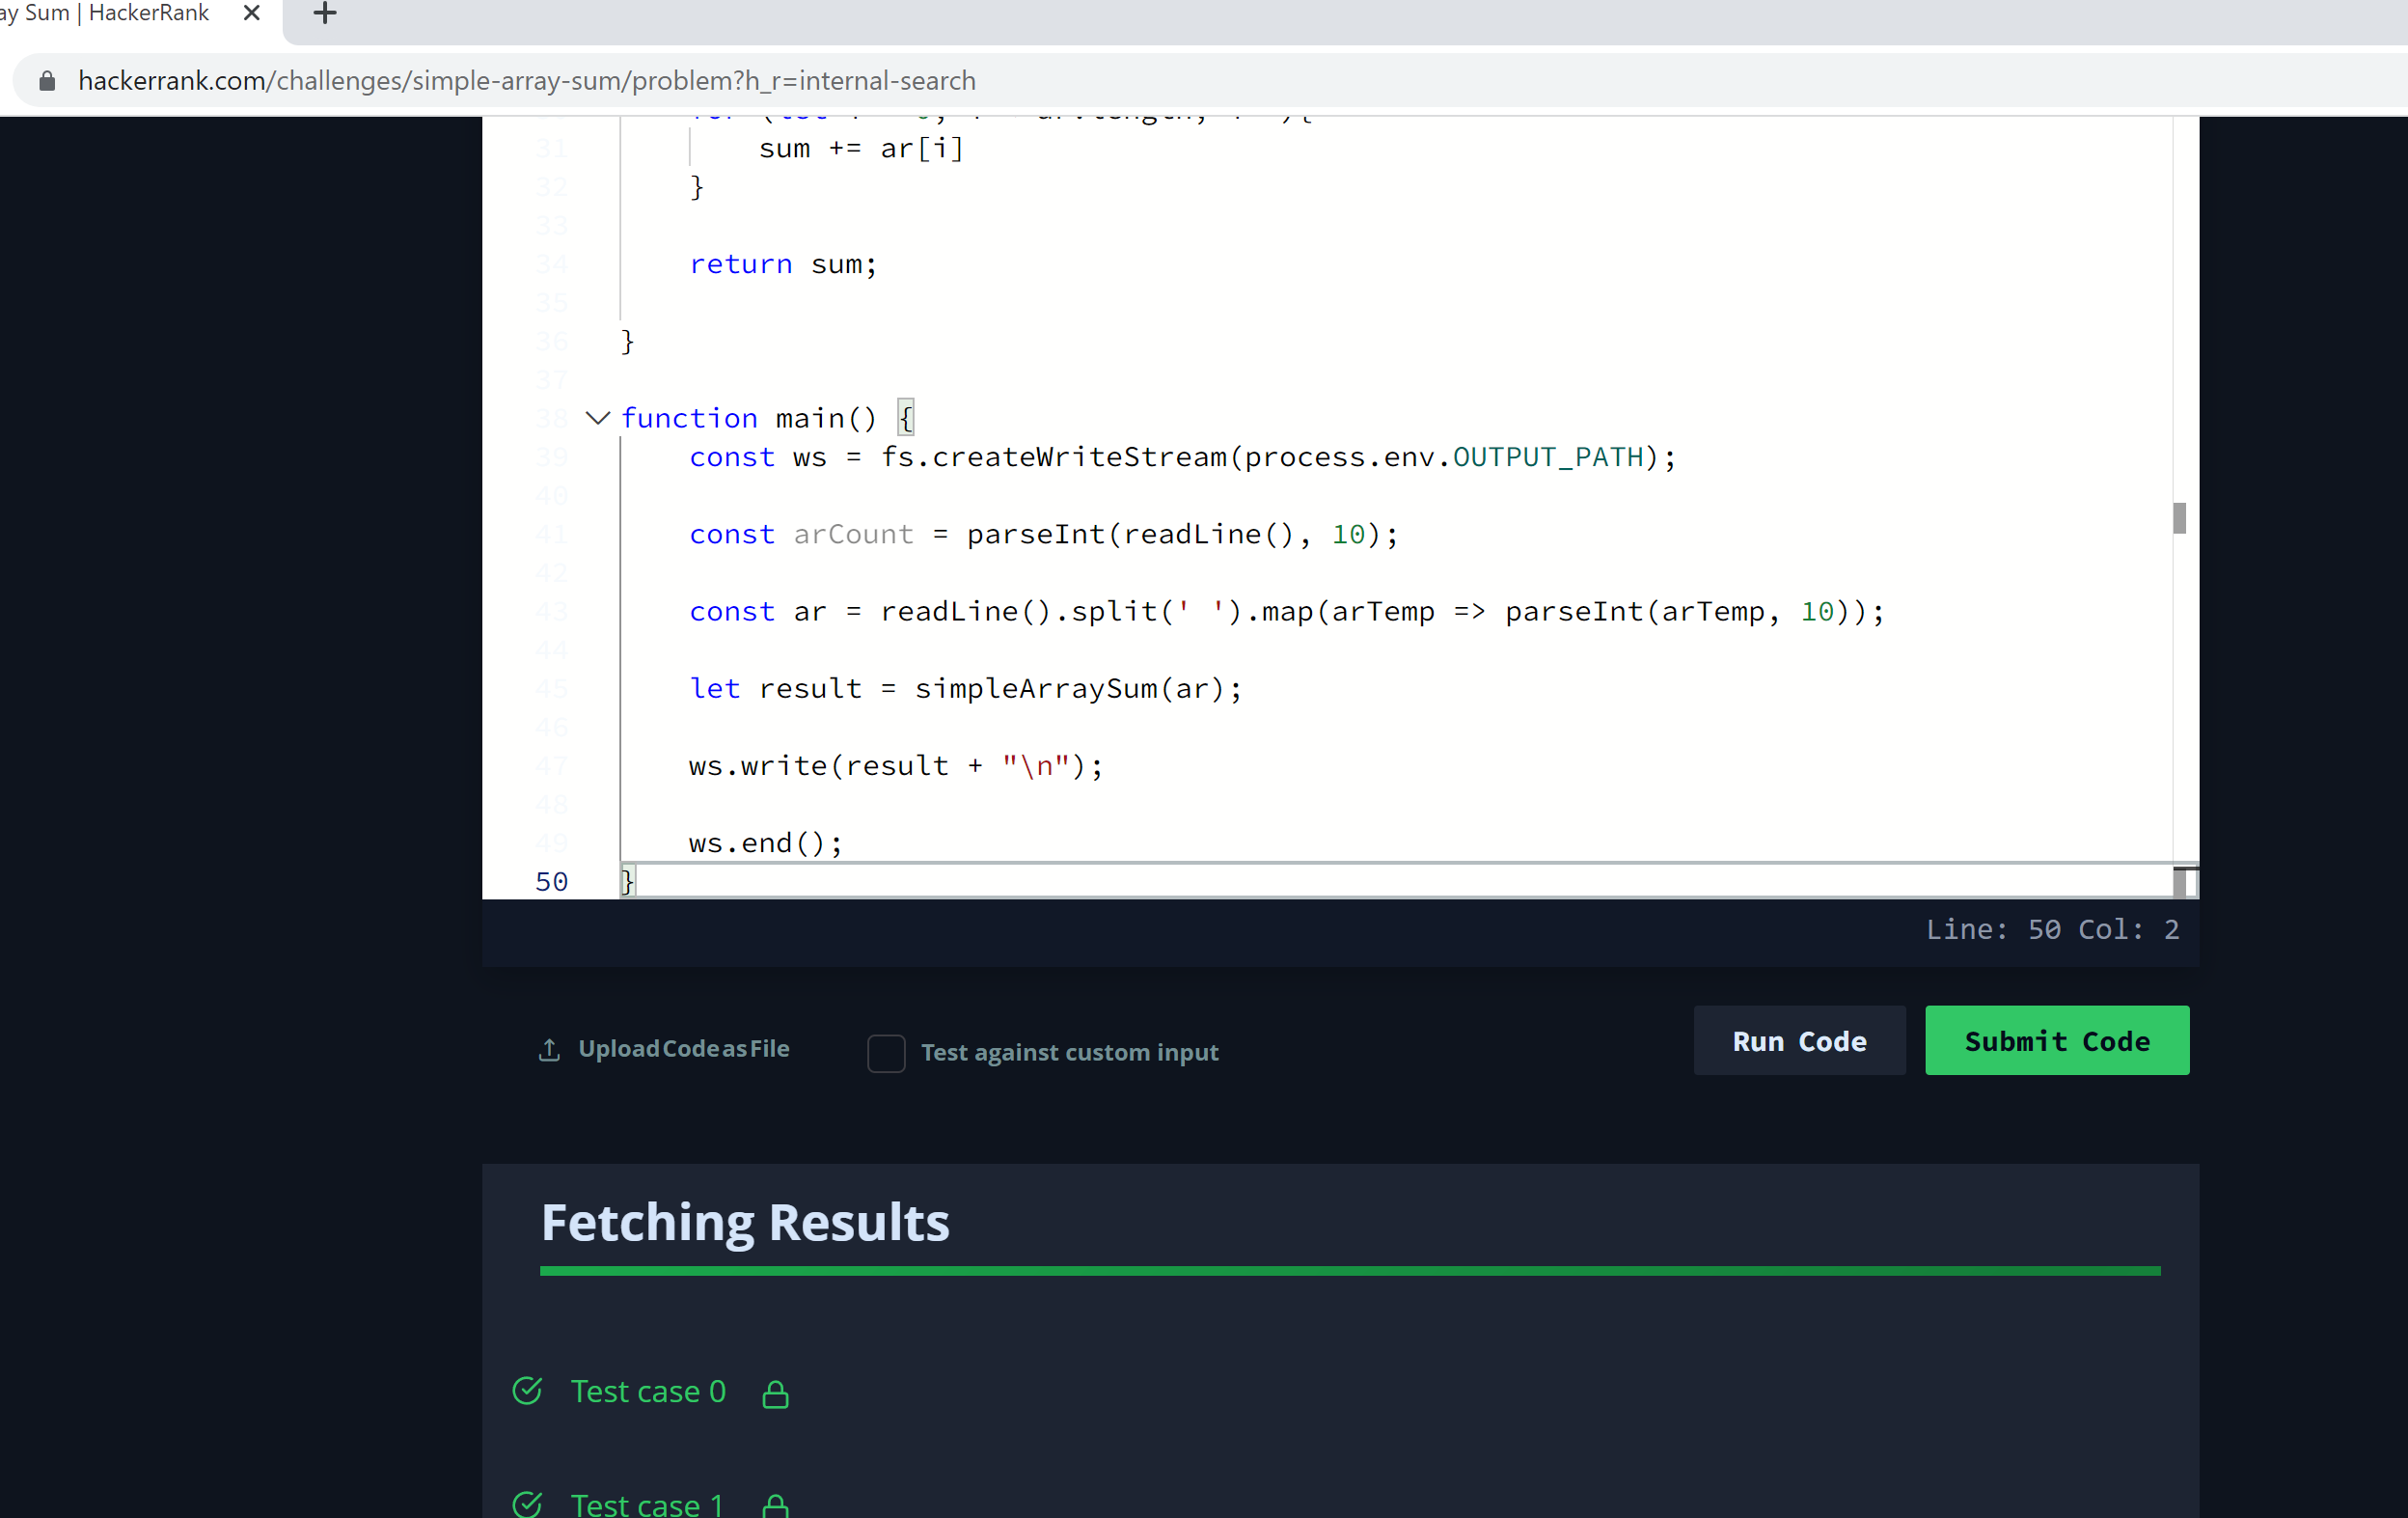 ay Sum | HackerRank
hackerrank.com/challenges/simple-array-sum/problem?h_r=internal-search
31 sum += ar[i]
32 }
33
34 return sum;
35
36 }
37
38 function main() {
39 const ws = fs.createWriteStream(process.env.OUTPUT_PATH);
40
41 const arCount = parseInt(readLine(), 10);
42
43 const ar = readLine().split(' ').map(arTemp => parseInt(arTemp, 10));
44
45 let result = simpleArraySum(ar);
46
47 ws.write(result + "\n");
48
49 ws.end();
50 }
Line: 50 Col: 2
Upload Code as File
Test against custom input
Run Code
Submit Code
Fetching Results
Test case 0
Test case 1